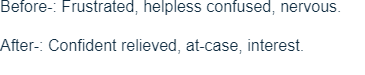 Before-: Frustrated, helpless confused, nervous.
After-: Confident relieved, at-case, interest.